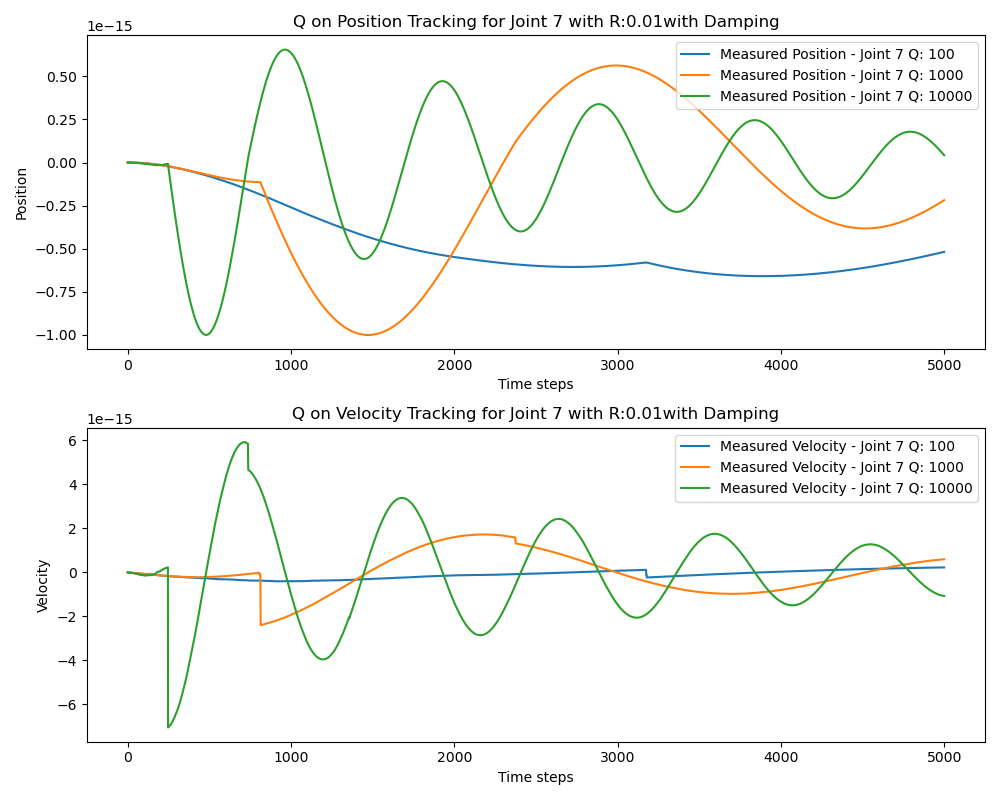 Q on Position Tracking for Joint 7 with R:0.01with Damping
1e−15
Measured Position - Joint 7 Q: 100
Measured Position - Joint 7 Q: 1000
Measured Position - Joint 7 Q: 10000
0.50
0.25
0.00
−0.25
−0.50
−0.75
−1.00
Position
0 1000 2000 3000 4000 5000
Time steps
Q on Velocity Tracking for Joint 7 with R:0.01with Damping
1e−15
Measured Velocity - Joint 7 Q: 100
Measured Velocity - Joint 7 Q: 1000
Measured Velocity - Joint 7 Q: 10000
6
4
2
0
−2
−4
−6
Velocity
0 1000 2000 3000 4000 5000
Time steps